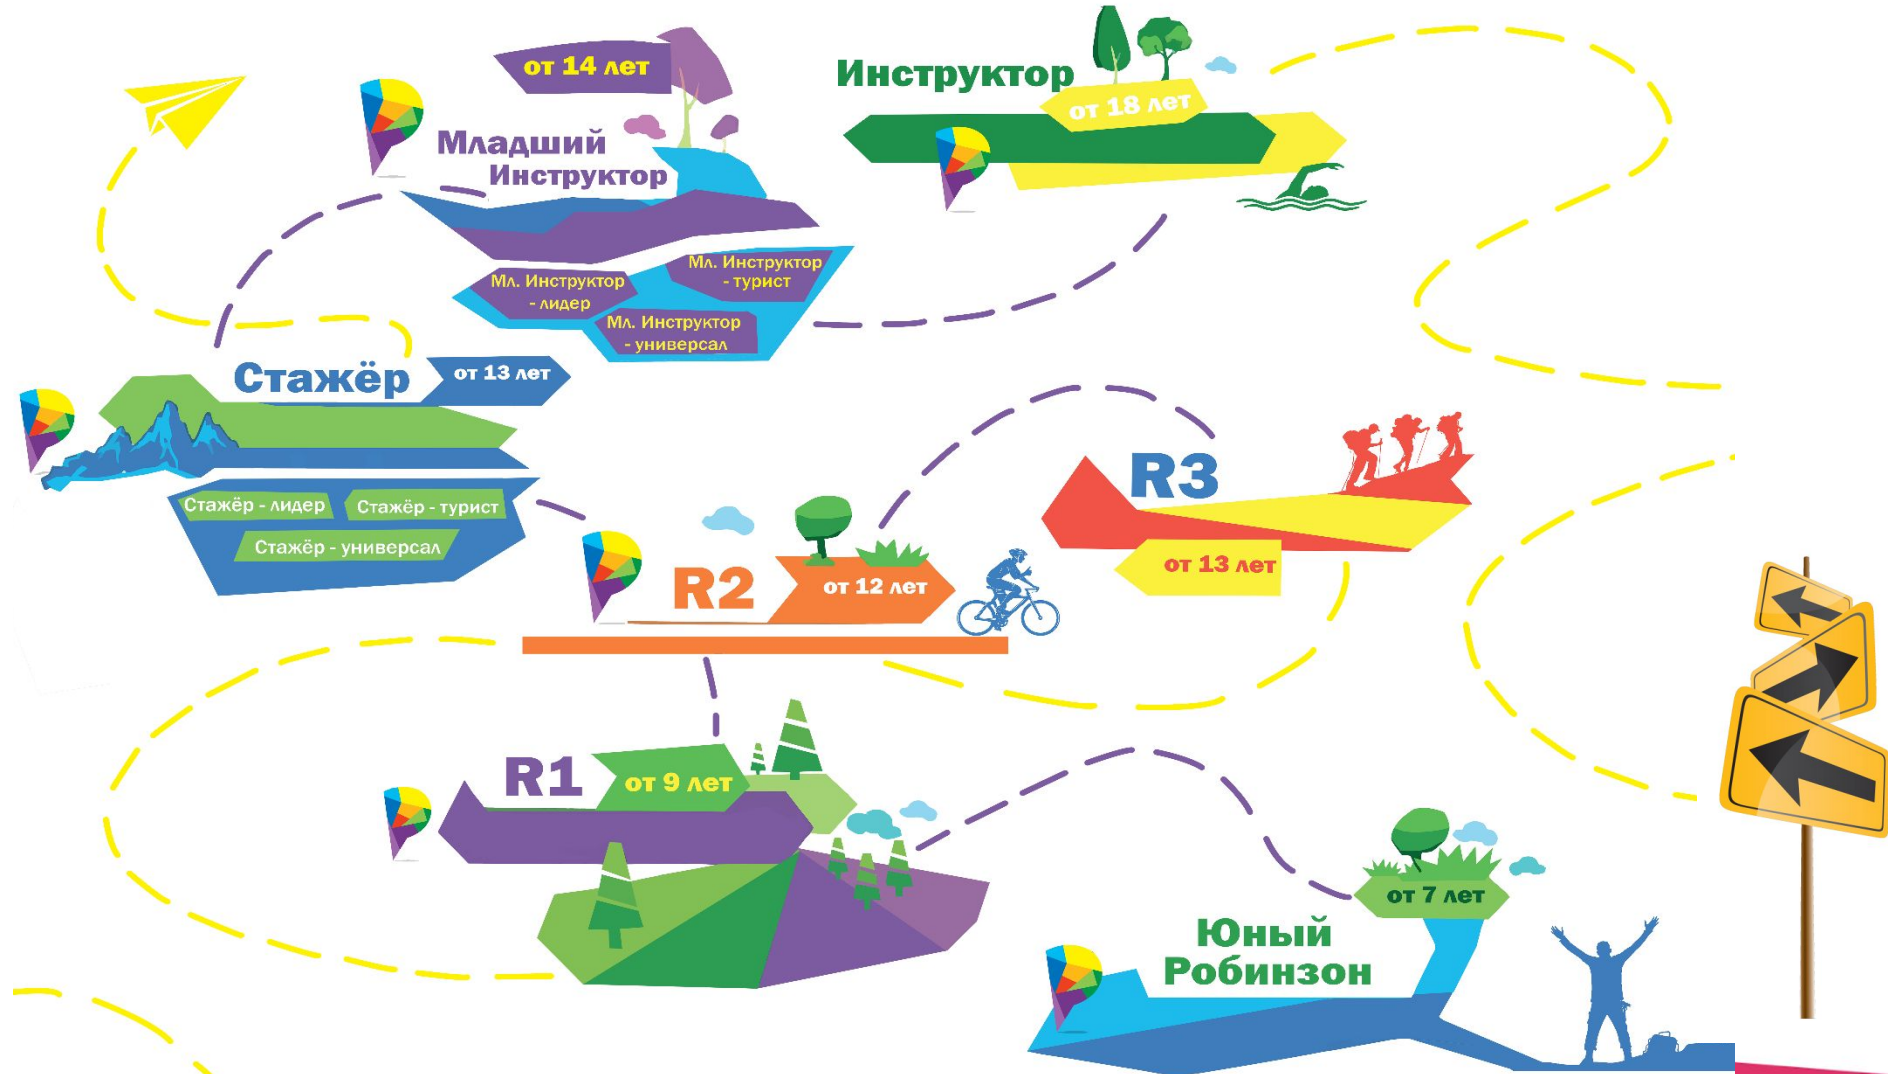 от 14 лет
Младший
Инструктор
Мл. Инструктор
- лидер
Мл. Инструктор
- турист
Мл. Инструктор
- универсал
Инструктор
от 18 лет
Стажёр
от 13 лет
Стажёр - лидер
Стажёр - турист
Стажёр - универсал
R2
от 12 лет
R3
от 13 лет
R1
от 9 лет
от 7 лет
Юный
Робинзон